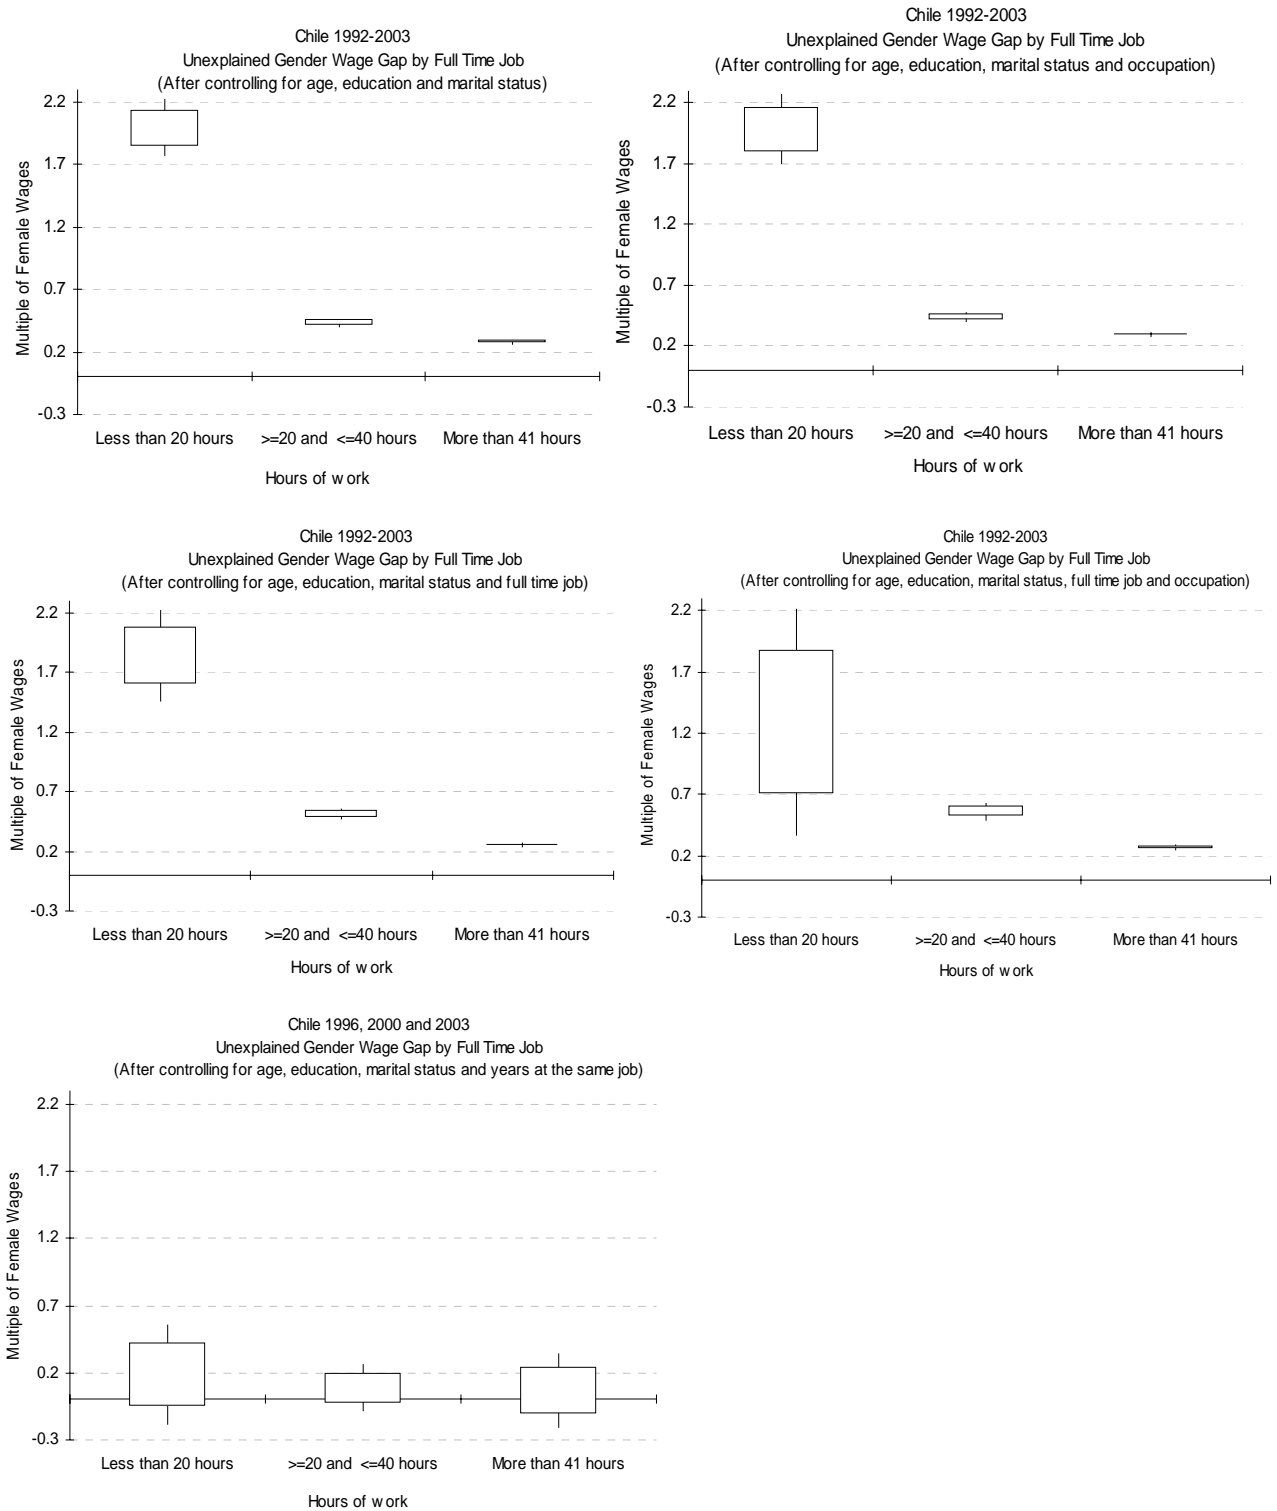 Chile 1992-2003
Unexplained Gender Wage Gap by Full Time Job
(After controlling for age, education and marital status)
Multiple of Female Wages
2.2
1.7
1.2
0.7
0.2
-0.3
Less than 20 hours
>=20 and <=40 hours
More than 41 hours
Hours of work
Chile 1992-2003
Unexplained Gender Wage Gap by Full Time Job
(After controlling for age, education, marital status and occupation)
Multiple of Female Wages
2.2
1.7
1.2
0.7
0.2
-0.3
Less than 20 hours
>=20 and <=40 hours
More than 41 hours
Hours of work
Chile 1992-2003
Unexplained Gender Wage Gap by Full Time Job
(After controlling for age, education, marital status and full time job)
Multiple of Female Wages
2.2
1.7
1.2
0.7
0.2
-0.3
Less than 20 hours
>=20 and <=40 hours
More than 41 hours
Hours of work
Chile 1992-2003
Unexplained Gender Wage Gap by Full Time Job
(After controlling for age, education, marital status, full time job and occupation)
Multiple of Female Wages
2.2
1.7
1.2
0.7
0.2
-0.3
Less than 20 hours
>=20 and <=40 hours
More than 41 hours
Hours of work
Chile 1996, 2000 and 2003
Unexplained Gender Wage Gap by Full Time Job
(After controlling for age, education, marital status and years at the same job)
Multiple of Female Wages
2.2
1.7
1.2
0.7
0.2
-0.3
Less than 20 hours
>=20 and <=40 hours
More than 41 hours
Hours of work